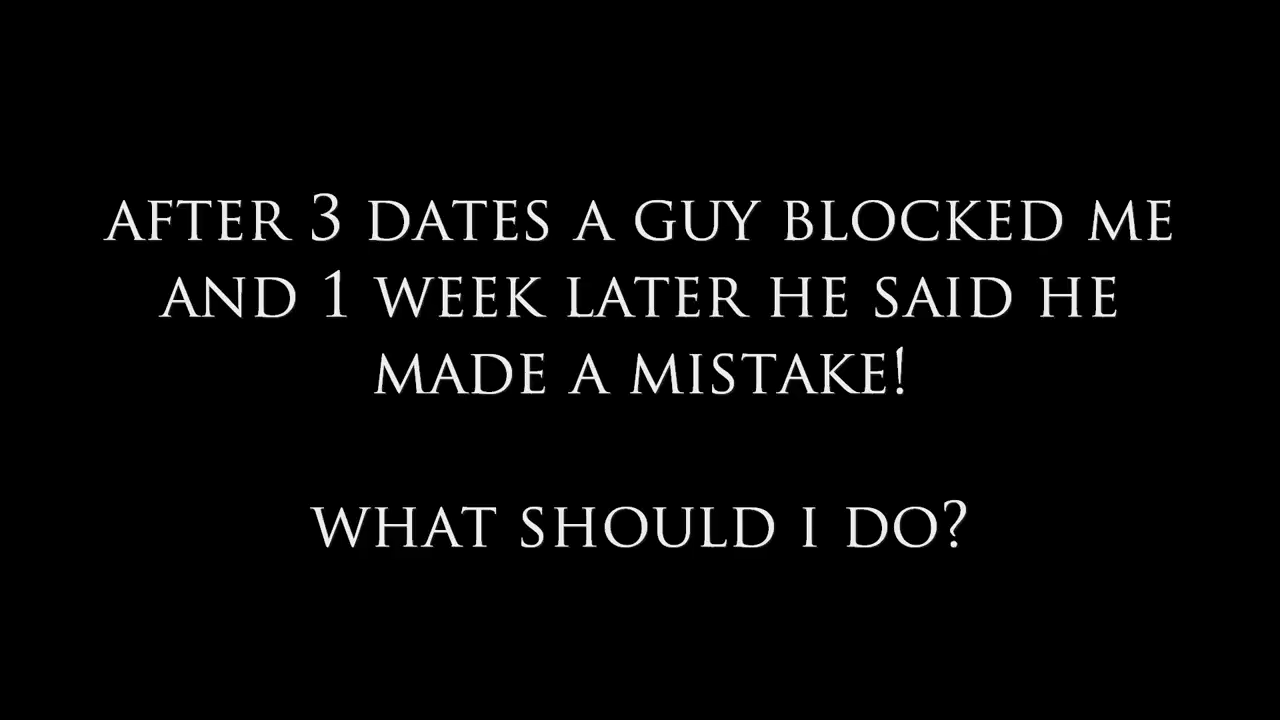 AFTER 3 DATES A GUY BLOCKED ME
AND 1 WEEK LATER HE SAID HE
MADE A MISTAKE!
WHAT SHOULD I DO?